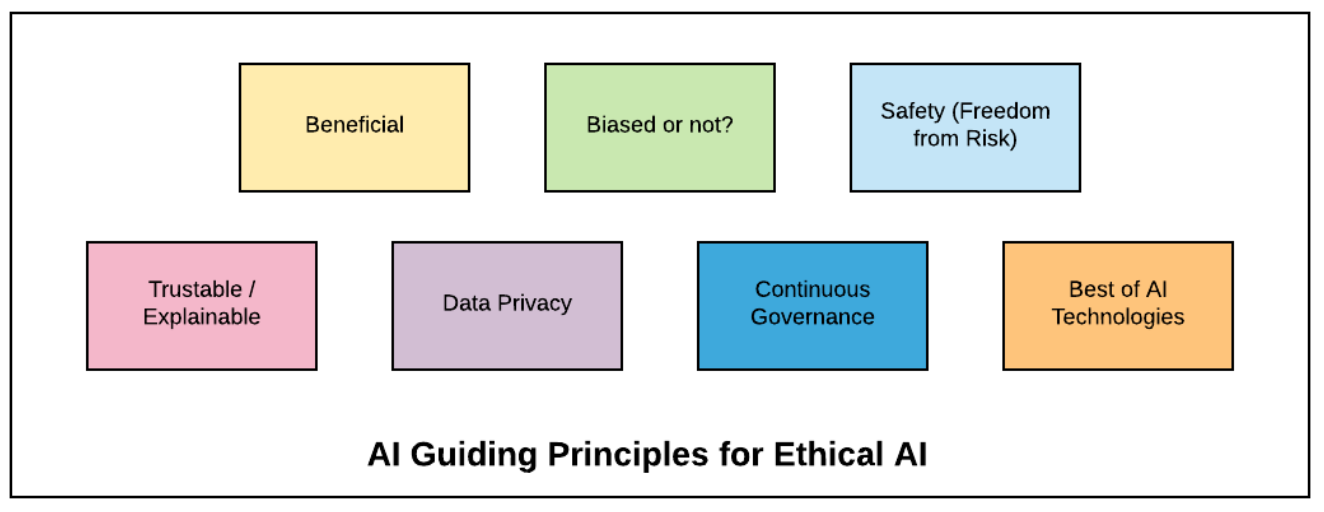 Beneficial
Biased or not?
Safety (Freedom
from Risk)
Trustable /
Explainable
Data Privacy
Continuous
Governance
Best of AI
Technologies
AI Guiding Principles for Ethical AI